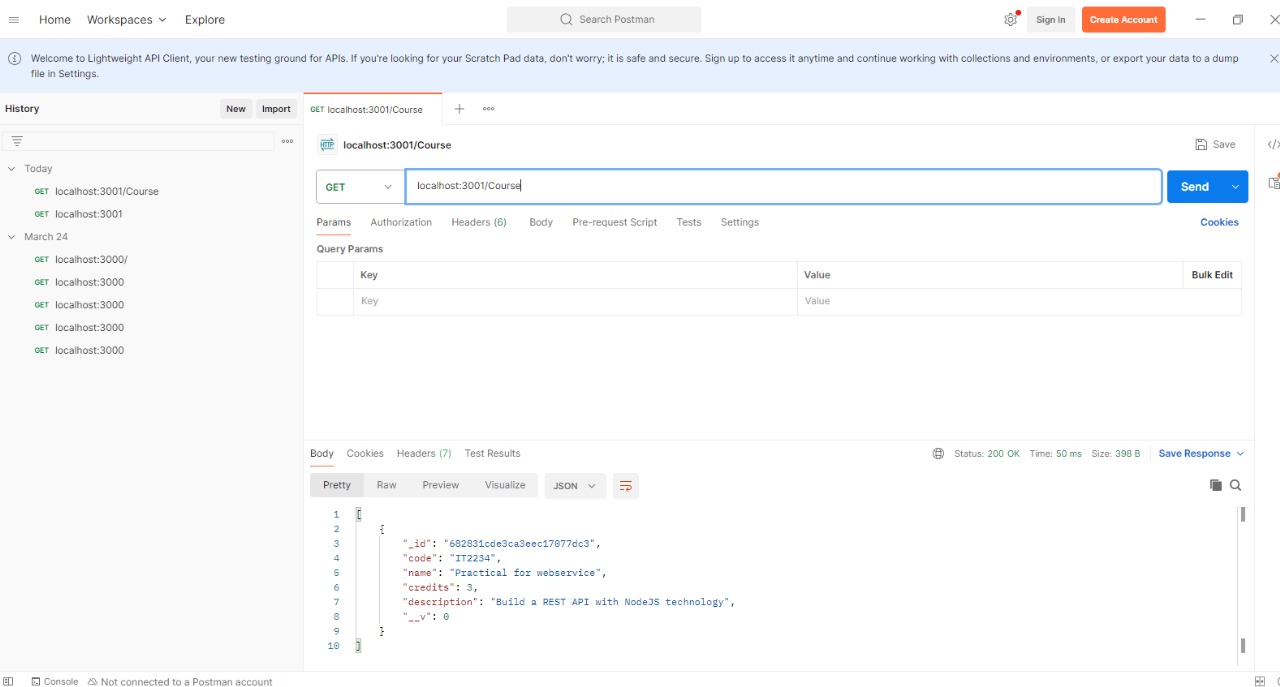 Home Workspaces Explore Search Postman Sign In Create Account
Welcome to Lightweight API Client, your new testing ground for APIs. If you're looking for your Scratch Pad data, don't worry; it is safe and secure. Sign up to access it anytime and continue working with collections and environments, or export your data to a dump
file in Settings.
History New Import GET localhost:3001/Course
HTTP localhost:3001/Course Save
Today
GET localhost:3001/Course
GET localhost:3001
March 24
GET localhost:3000/
GET localhost:3000
GET localhost:3000
GET localhost:3000
GET localhost:3000
GET localhost:3001/Course Send
Params Authorization Headers (6) Body Pre-request Script Tests Settings Cookies
Query Params
Key Value Bulk Edit
Key Value
Body Cookies Headers (7) Test Results Status: 200 OK Time: 50 ms Size: 398 B Save Response
Pretty Raw Preview Visualize JSON
1 [
2 {
3 "_id": "682831cde3ca3eec17877dc3",
4 "code": "IT2234",
5 "name": "Practical for webservice",
6 "credits": 3,
7 "description": "Build a REST API with NodeJS technology",
8 "__v": 0
9 }
10 ]
Console Not connected to a Postman account